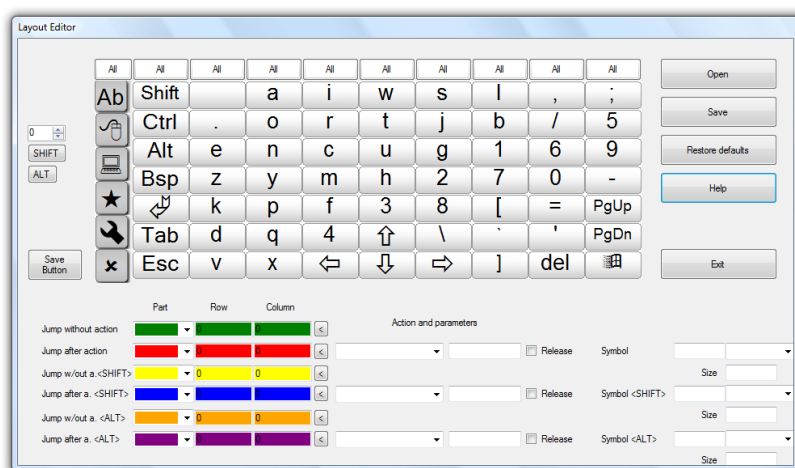 Layout Editor
All All All All All All All All All All
Open
Ab Shift a i w s l , ;
Save
Ctrl . o r t j b / 5
0
SHIFT
Alt e n c u g 1 6 9
Restore defaults
ALT
Bsp z y m h 2 7 0 -
Help
k p f 3 8 [ = PgUp
Tab d q 4 ⇧ \ ` ' PgDn
Save
Button
Esc v x ⇦ ⇩ ⇨ ] del
Exit
Part Row Column
Action and parameters
Jump without action 0 0 <
Jump after action 0 0 < Release Symbol
Jump w/out a.<SHIFT> 0 0 < Size
Jump after a. <SHIFT> 0 0 < Release Symbol <SHIFT>
Jump w/out a. <ALT> 0 0 < Size
Jump after a. <ALT> 0 0 < Release Symbol <ALT>
Size